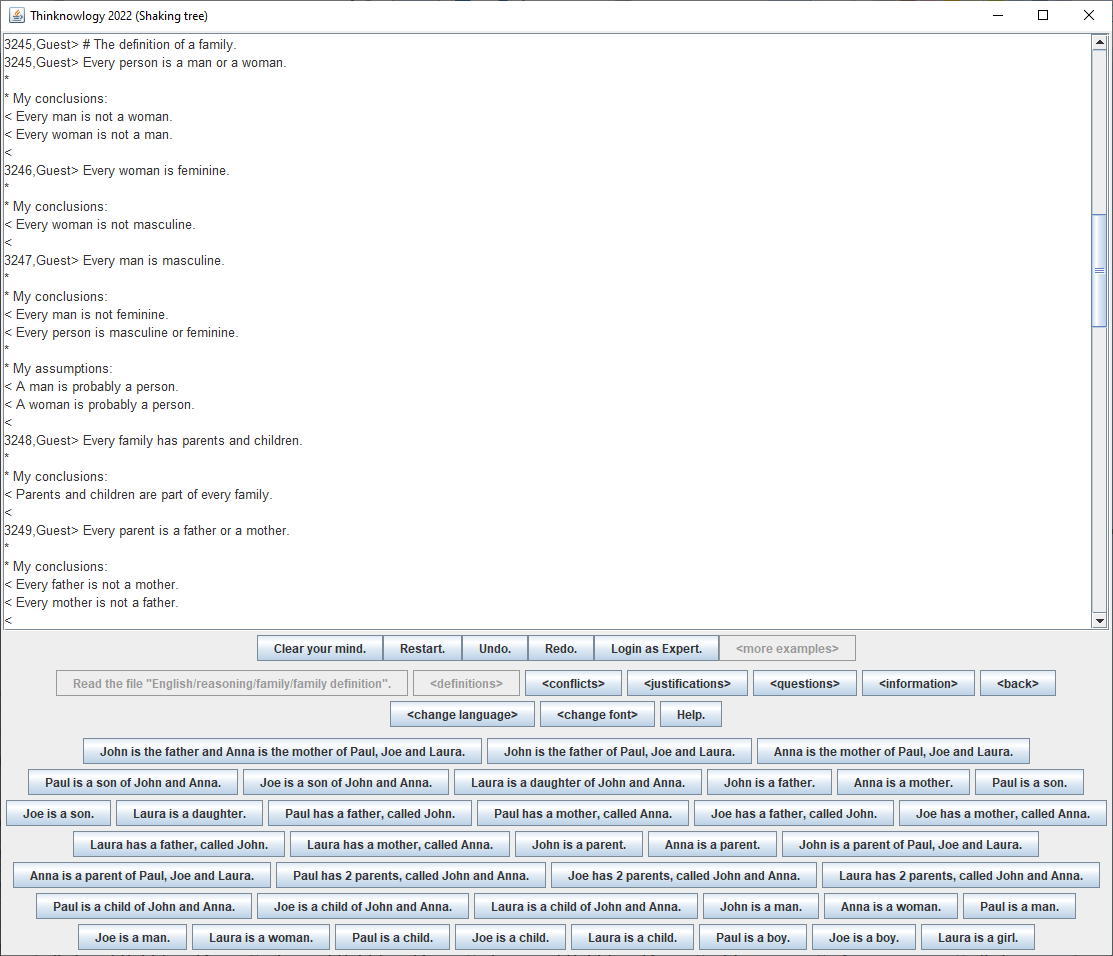 Thinknowlogy 2022 (Shaking tree)
3245,Guest> # The definition of a family.
3245,Guest> Every person is a man or a woman.
*
* My conclusions:
< Every man is not a woman.
< Every woman is not a man.
<
3246,Guest> Every woman is feminine.
*
* My conclusions:
< Every woman is not masculine.
<
3247,Guest> Every man is masculine.
*
* My conclusions:
< Every man is not feminine.
< Every person is masculine or feminine.
*
* My assumptions:
< A man is probably a person.
< A woman is probably a person.
<
3248,Guest> Every family has parents and children.
*
* My conclusions:
< Parents and children are part of every family.
<
3249,Guest> Every parent is a father or a mother.
*
* My conclusions:
< Every father is not a mother.
< Every mother is not a father.
<
Clear your mind. Restart. Undo. Redo. Login as Expert. <more examples>
Read the file "English/reasoning/family/family definition". <definitions> <conflicts> <justifications> <questions> <information> <back>
<change language> <change font> Help.
John is the father and Anna is the mother of Paul, Joe and Laura. John is the father of Paul, Joe and Laura. Anna is the mother of Paul, Joe and Laura.
Paul is a son of John and Anna. Joe is a son of John and Anna. Laura is a daughter of John and Anna. John is a father. Anna is a mother. Paul is a son.
Joe is a son. Laura is a daughter. Paul has a father, called John. Paul has a mother, called Anna. Joe has a father, called John. Joe has a mother, called Anna.
Laura has a father, called John. Laura has a mother, called Anna. John is a parent. Anna is a parent. John is a parent of Paul, Joe and Laura.
Anna is a parent of Paul, Joe and Laura. Paul has 2 parents, called John and Anna. Joe has 2 parents, called John and Anna. Laura has 2 parents, called John and Anna.
Paul is a child of John and Anna. Joe is a child of John and Anna. Laura is a child of John and Anna. John is a man. Anna is a woman. Paul is a man.
Joe is a man. Laura is a woman. Paul is a child. Joe is a child. Laura is a child. Paul is a boy. Joe is a boy. Laura is a girl.